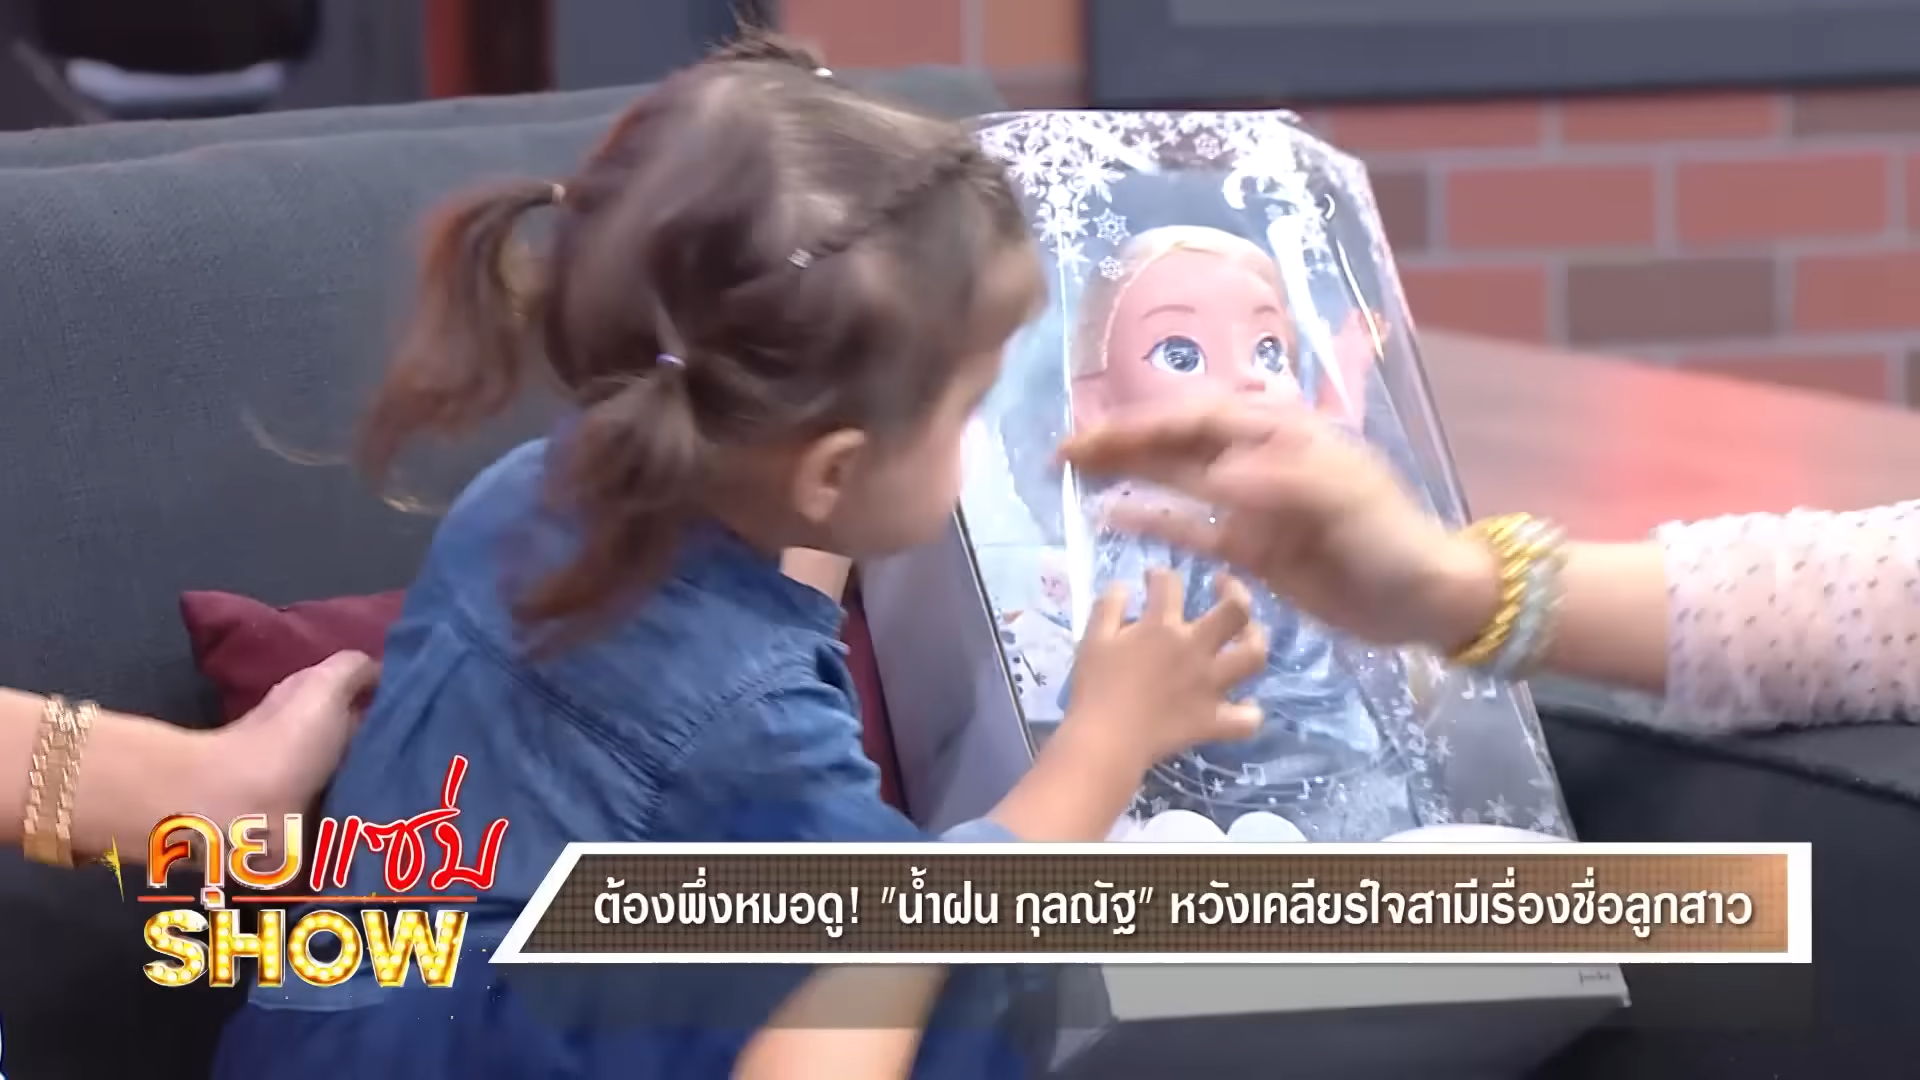 คุยแซ่บ
SHOW
ต้องพึ่งหมอดู! "น้ำฝน กุลณัฐ" หวังเคลียร์ใจสามีเรื่องชื่อลูกสาว